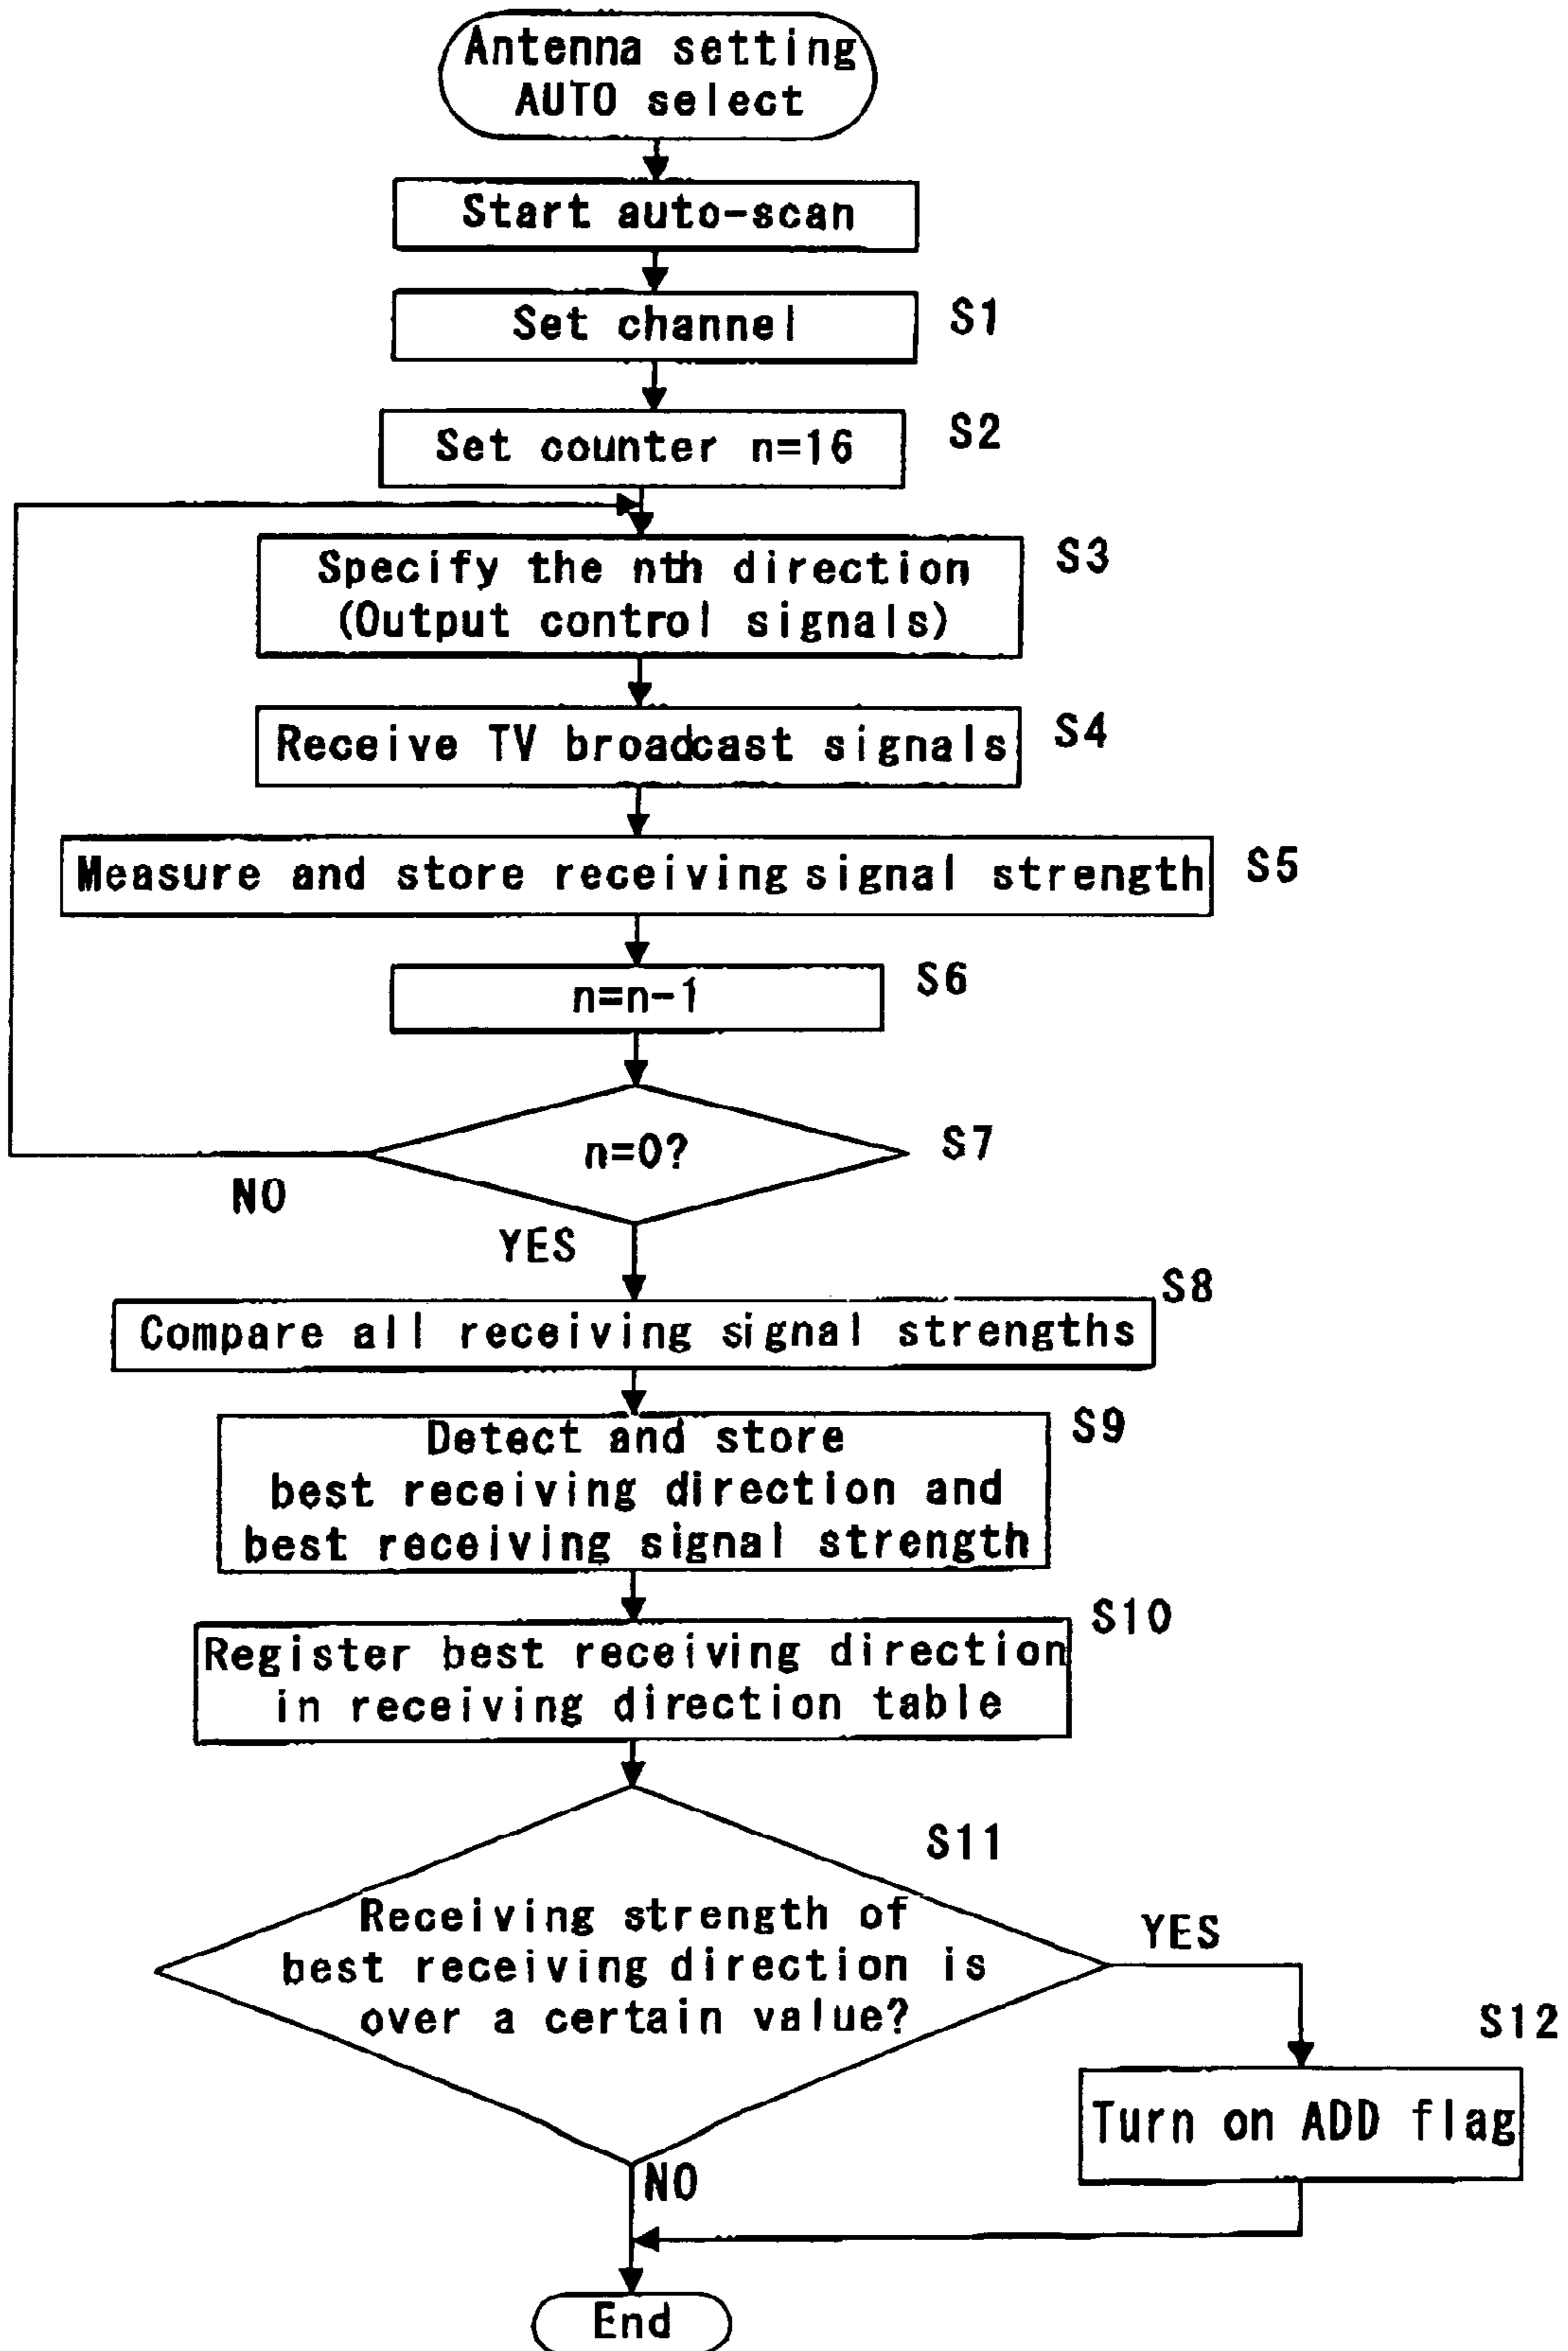 Antenna setting
AUTO select
Start auto-scan
Set channel
S1
Set counter n=16
S2
Specify the nth direction
(Output control signals)
S3
Receive TV broadcast signals
S4
Measure and store receiving signal strength
S5
n=n-1
S6
n=0?
S7
NO
YES
Compare all receiving signal strengths
S8
Detect and store
best receiving direction and
best receiving signal strength
S9
Register best receiving direction
in receiving direction table
S10
S11
Receiving strength of
best receiving direction is
over a certain value?
YES
S12
Turn on ADD flag
NO
End